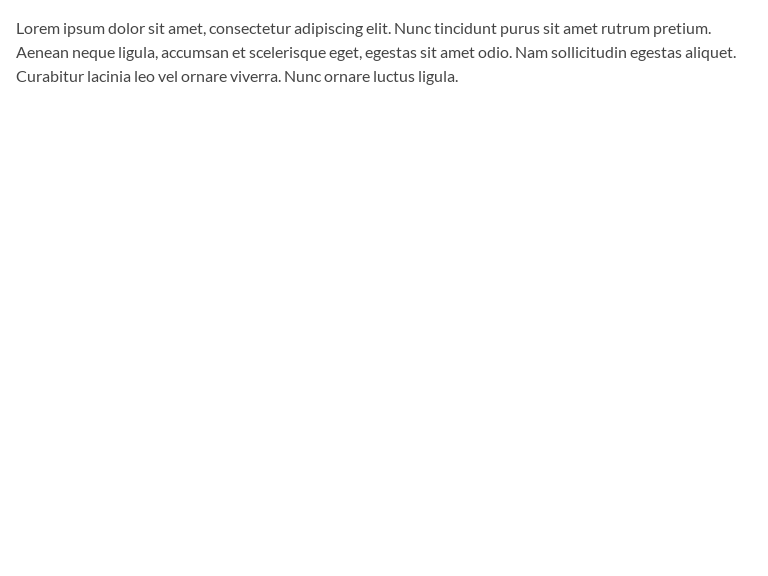 Lorem ipsum dolor sit amet, consectetur adipiscing elit. Nunc tincidunt purus sit amet rutrum pretium.
Aenean neque ligula, accumsan et scelerisque eget, egestas sit amet odio. Nam sollicitudin egestas aliquet.
Curabitur lacinia leo vel ornare viverra. Nunc ornare luctus ligula.